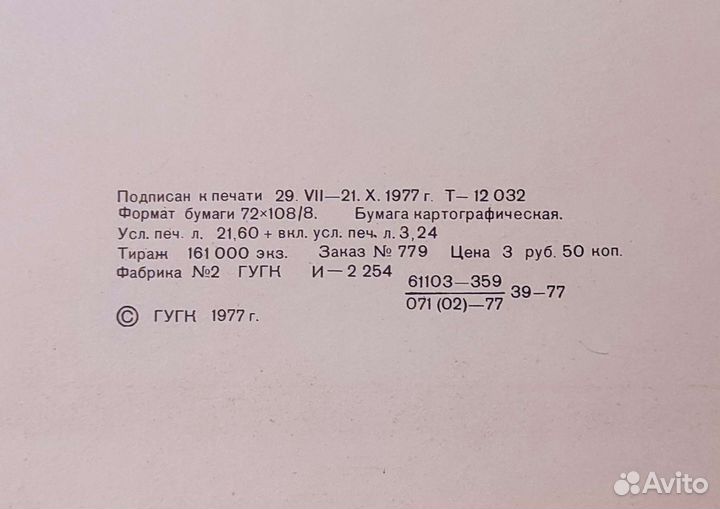 Подписан к печати 29. VII—21. X. 1977 г. Т—12 032
Формат бумаги 72×108/8. Бумага картографическая.
Усл. печ. л. 21,60 + вкл. усл. печ. л. 3,24
Тираж 161 000 экз. Заказ № 779 Цена 3 руб. 50 коп.
Фабрика №2 ГУГК И—2 254
61103—359
071 (02)—77 39—77
© ГУГК 1977 г.
Avito